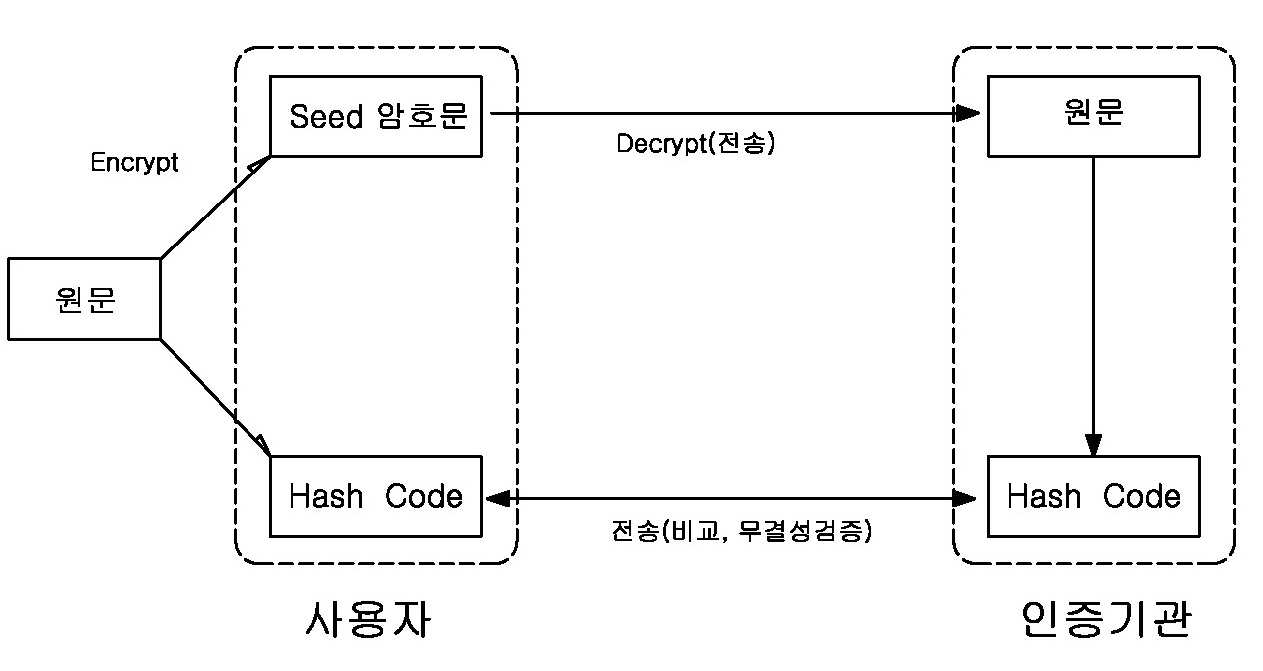 Seed 암호문
원문
Decrypt(전송)
Encrypt
원문
Hash Code
Hash Code
전송(비교, 무결성검증)
사용자
인증기관